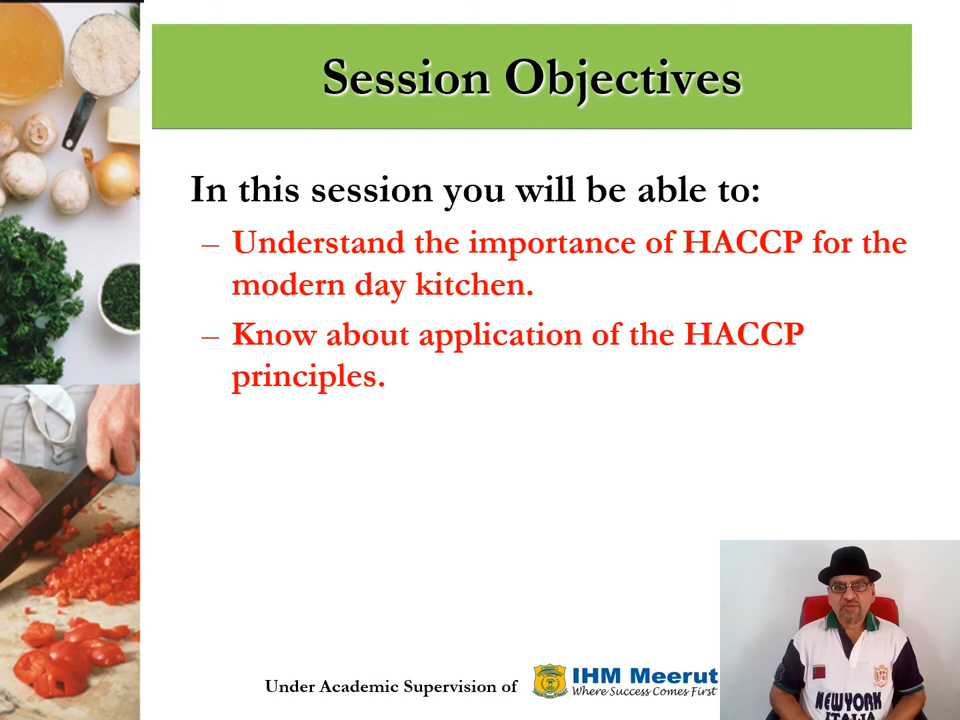 Session Objectives
In this session you will be able to:
– Understand the importance of HACCP for the
modern day kitchen.
– Know about application of the HACCP
principles.
Under Academic Supervision of
IHM Meerut
Where Success Comes First
NEWYORK
ITALIA